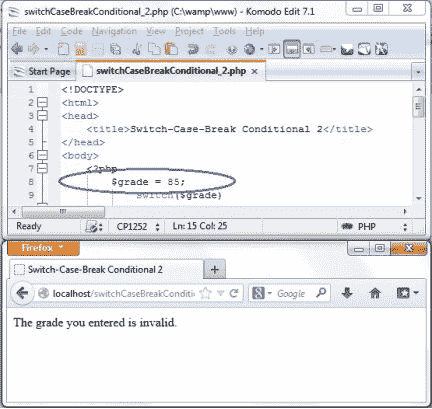 switchCaseBreakConditional_2.php (C:\wamp\www) - Komodo Edit 7.1
File Edit Code Navigation View Project Tools Help
Start Page switchCaseBreakConditional_2.php
1 <!DOCTYPE>
2 <html>
3 <head>
4 <title>Switch-Case-Break Conditional 2</title>
5 </head>
6 <body>
7 <?php
8 $grade = 85;
9 switch($grade)
Ready CP1252 Ln: 15 Col: 25 PHP
Firefox
Switch-Case-Break Conditional 2
localhost/switchCaseBreakConditi Google
The grade you entered is invalid.